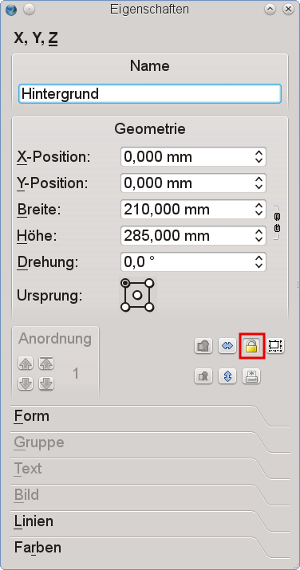 Eigenschaften
X, Y, Z
Name
Hintergrund
Geometrie
X-Position: 0,000 mm
Y-Position: 0,000 mm
Breite: 210,000 mm
Höhe: 285,000 mm
Drehung: 0,0 °
Ursprung:
Anordnung
1
Form
Gruppe
Text
Bild
Linien
Farben